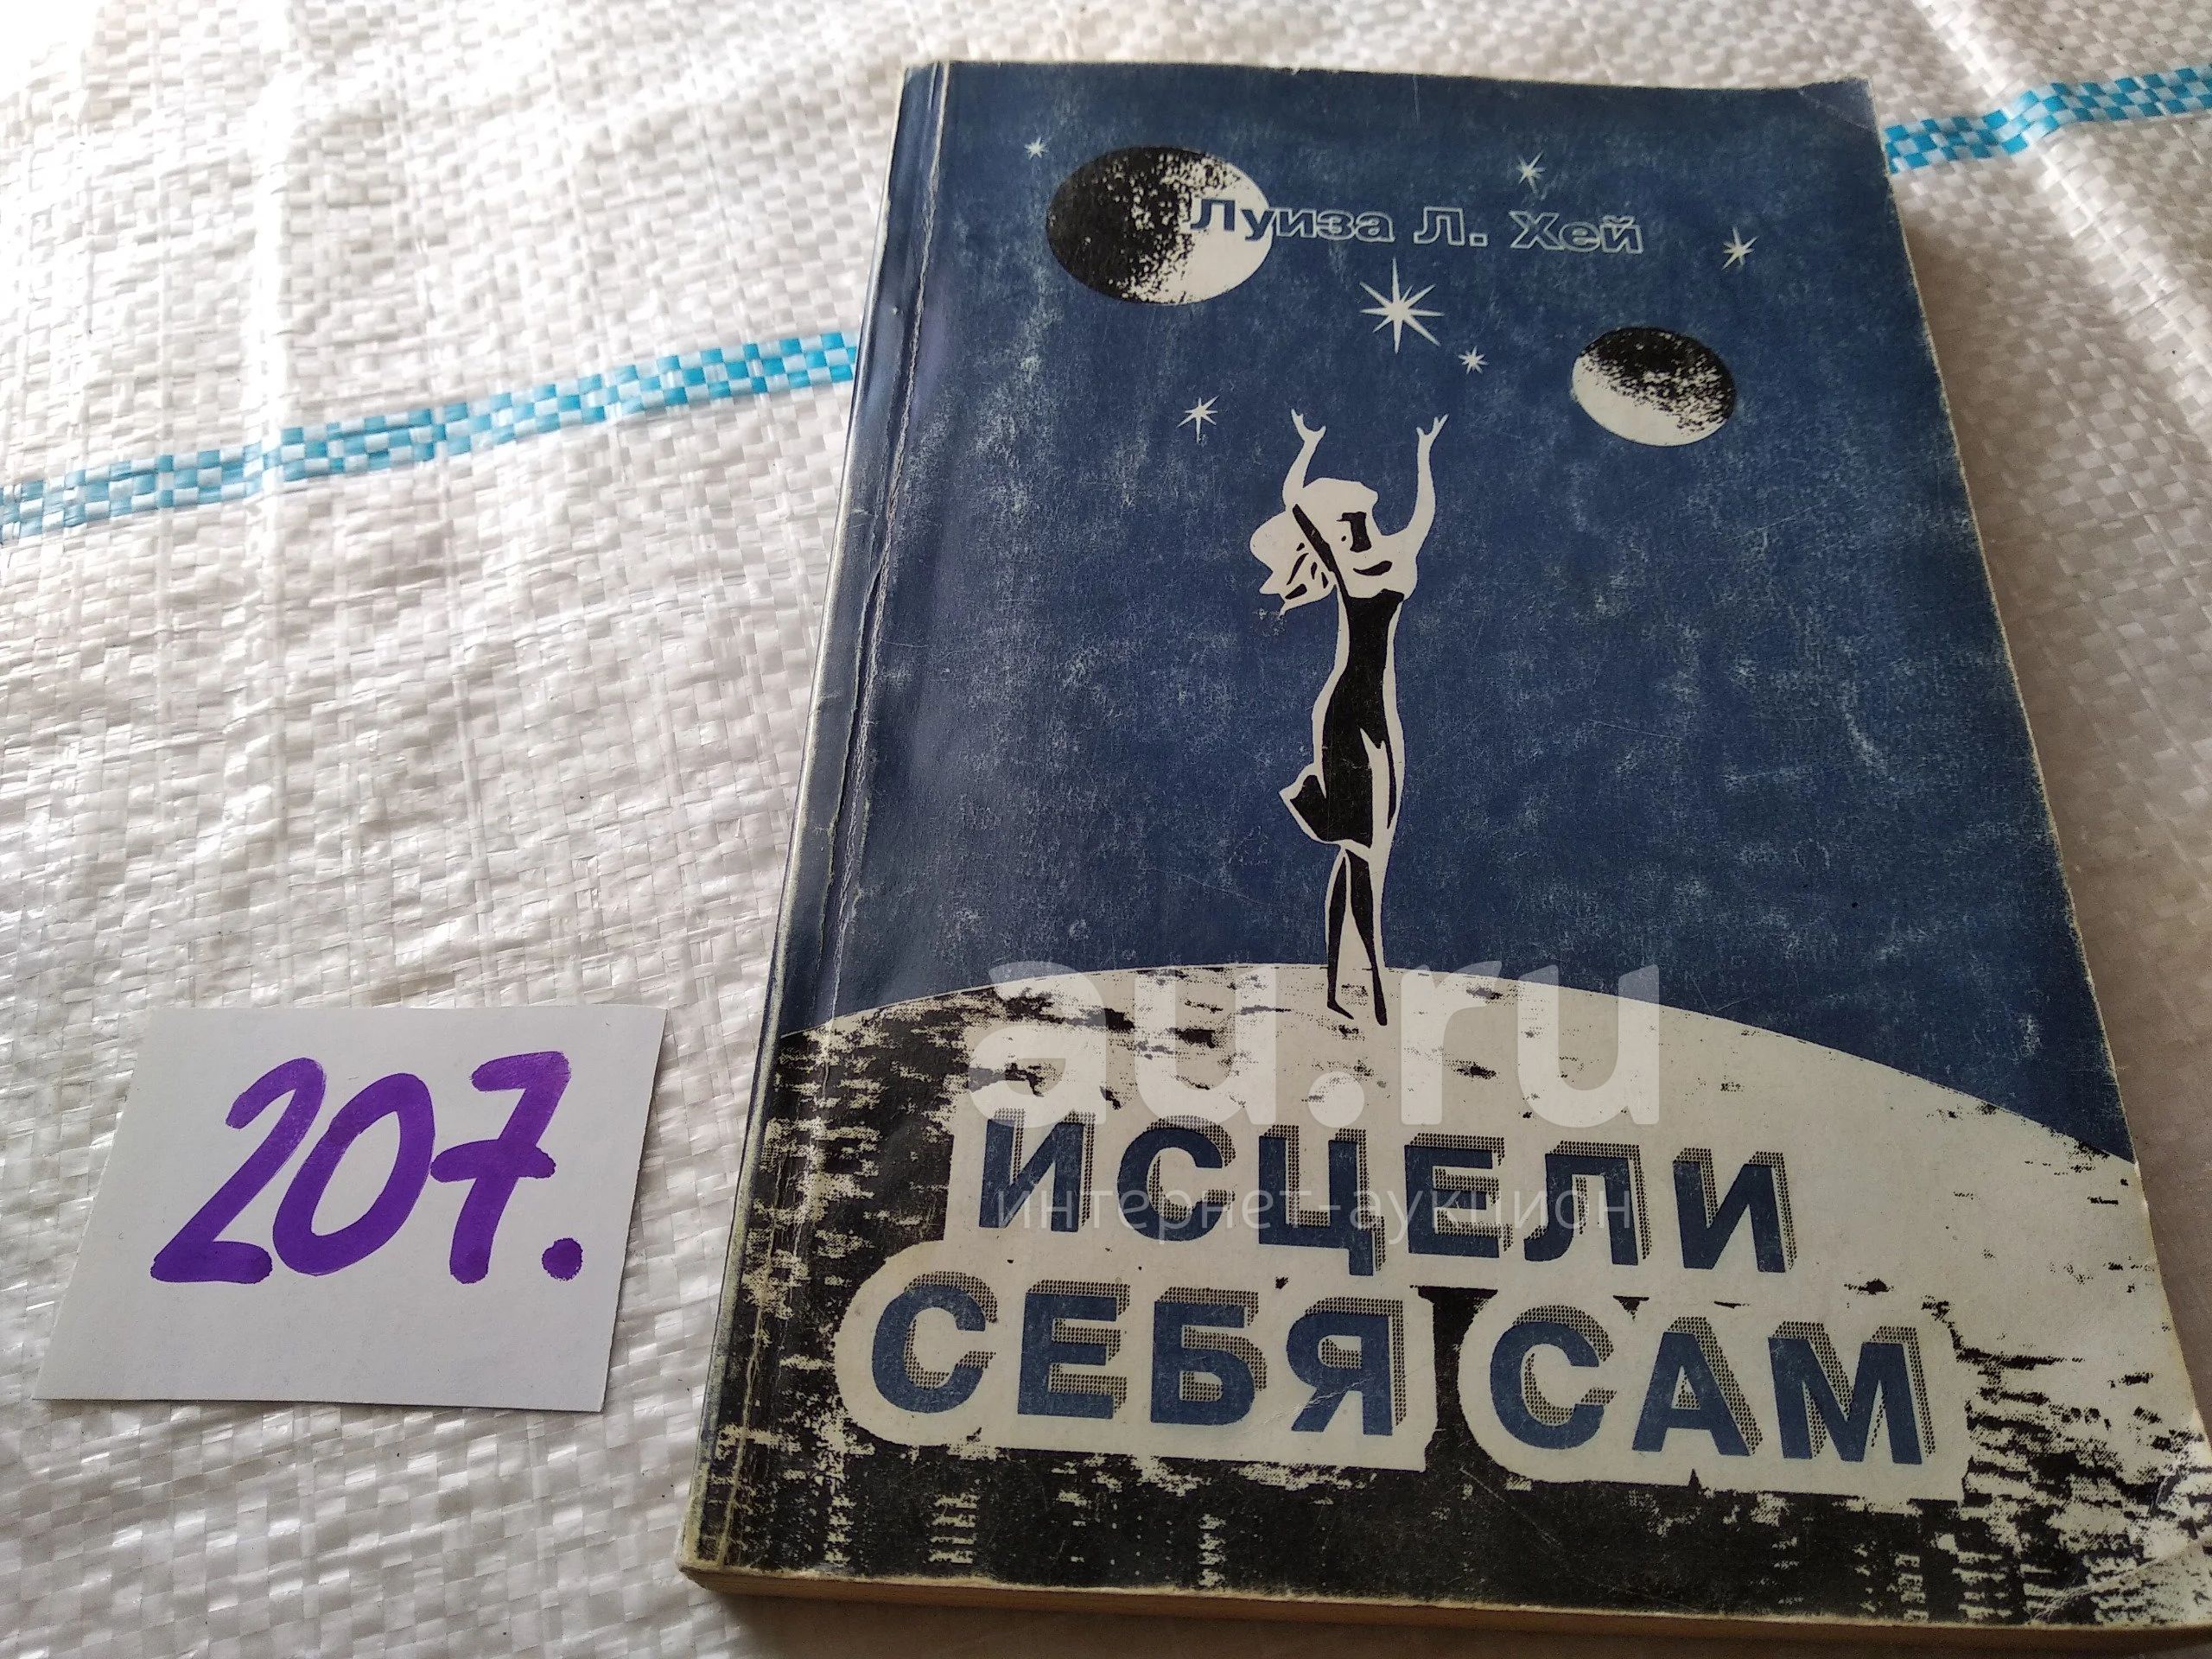 Луиза Л. Хей
au.ru
ИСЦЕЛИ
интернет-аукцион
СЕБЯ САМ
207.